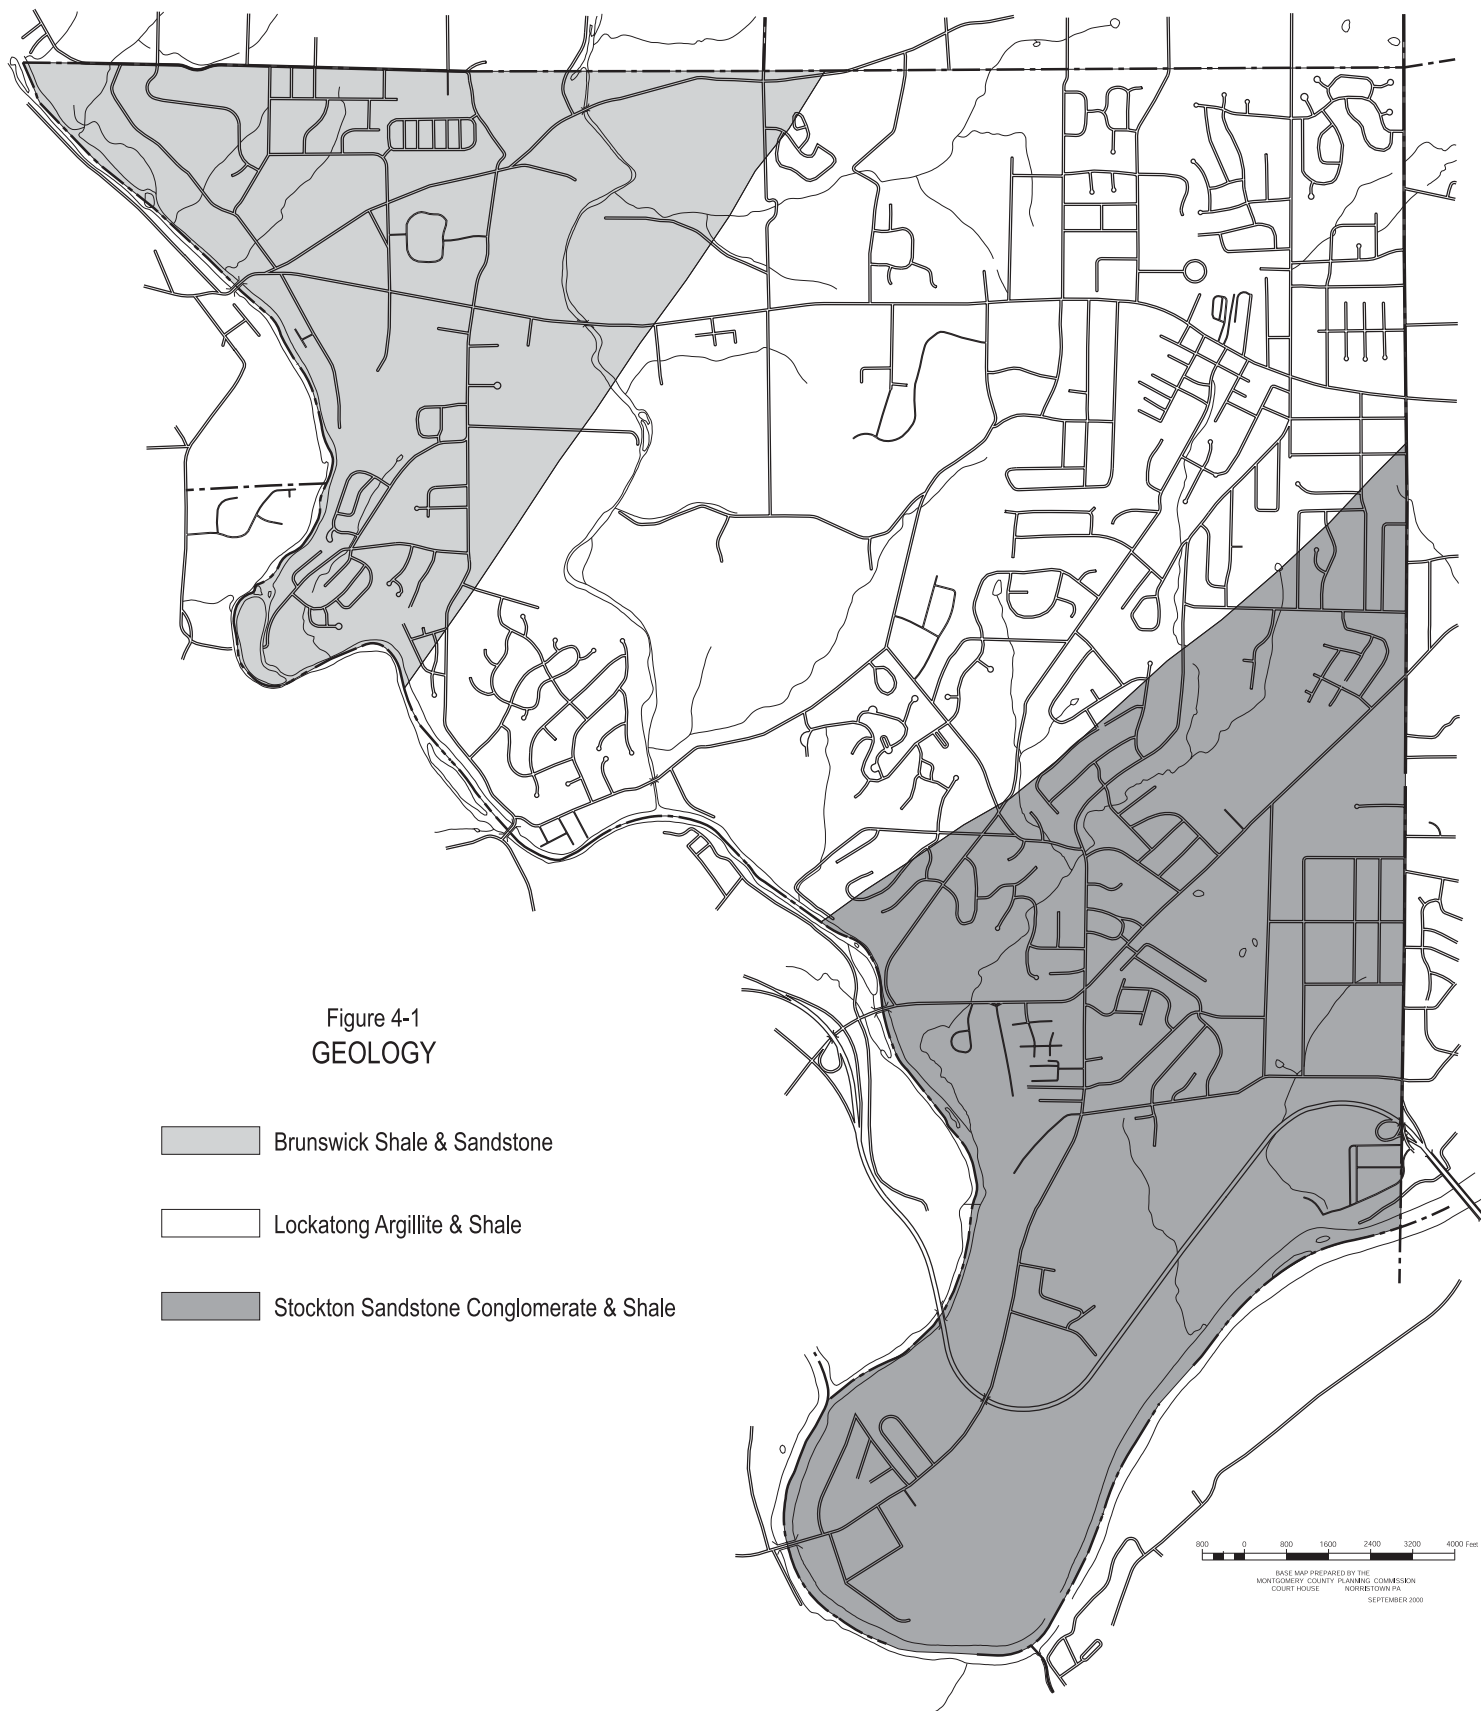 Figure 4-1
GEOLOGY
Brunswick Shale & Sandstone
Lockatong Argillite & Shale
Stockton Sandstone Conglomerate & Shale
800 0 800 1600 2400 3200 4000 Feet
BASE MAP PREPARED BY THE
MONTGOMERY COUNTY PLANNING COMMISSION
COURT HOUSE NORRISTOWN PA
SEPTEMBER 2000